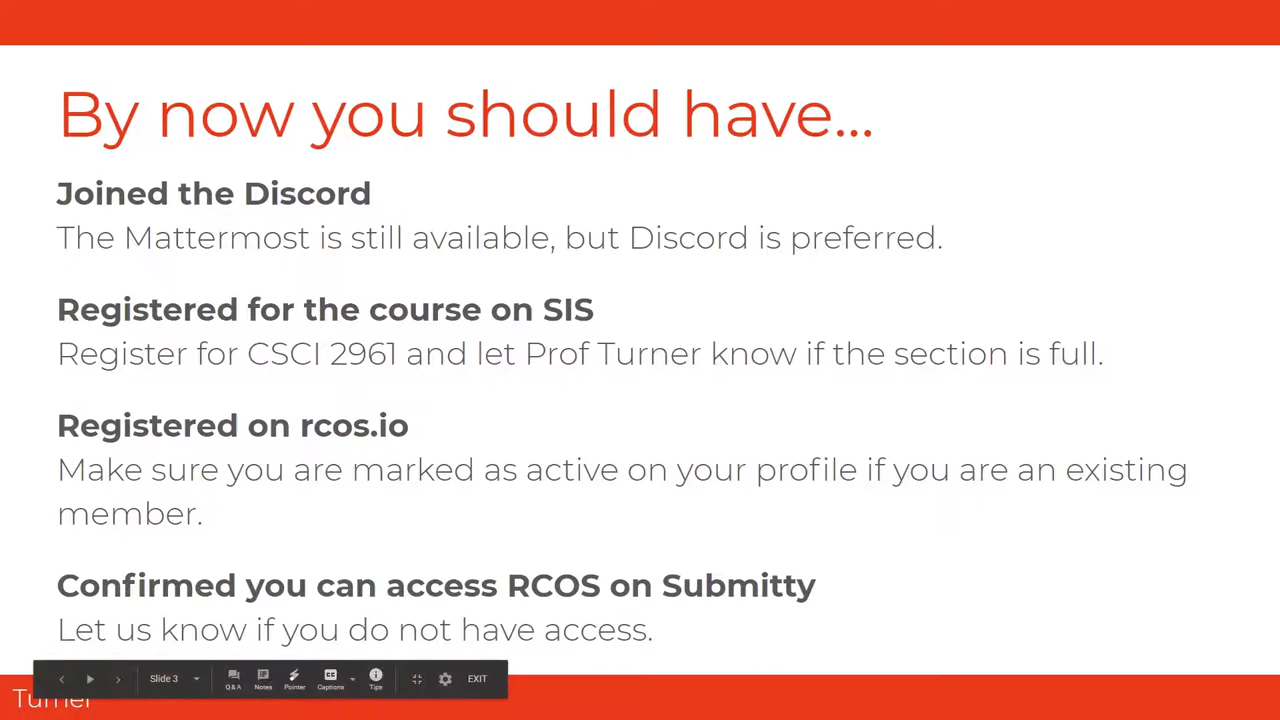 By now you should have...
Joined the Discord
The Mattermost is still available, but Discord is preferred.
Registered for the course on SIS
Register for CSCI 2961 and let Prof Turner know if the section is full.
Registered on rcos.io
Make sure you are marked as active on your profile if you are an existing
member.
Confirmed you can access RCOS on Submitty
Let us know if you do not have access.
Slide 3
Q&A
Notes
Pointer
Captions
Tips
EXIT
Turner